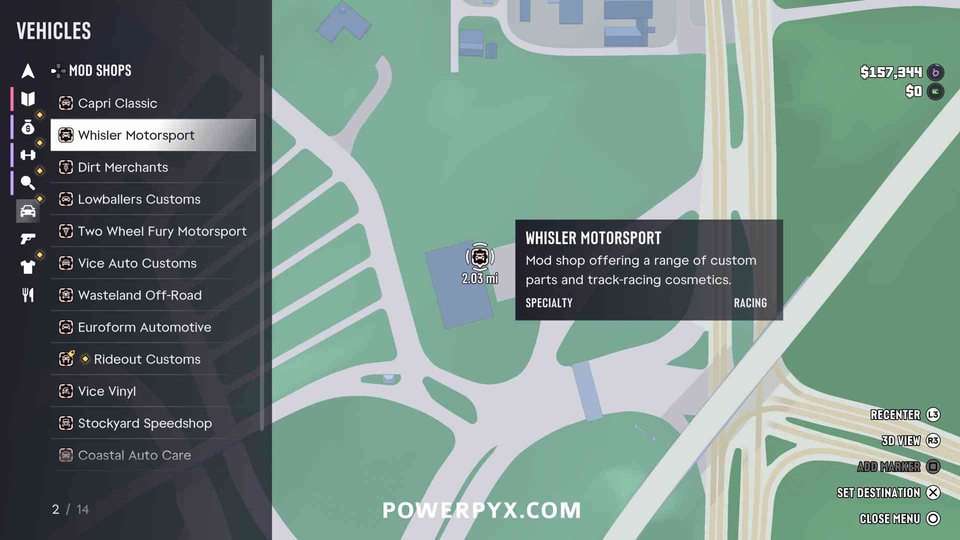 VEHICLES
MOD SHOPS
Capri Classic
Whisler Motorsport
Dirt Merchants
Lowballers Customs
Two Wheel Fury Motorsport
Vice Auto Customs
Wasteland Off-Road
Euroform Automotive
Rideout Customs
Vice Vinyl
Stockyard Speedshop
Coastal Auto Care
2 / 14
$157,344
$0
2.03 mi
WHISLER MOTORSPORT
Mod shop offering a range of custom
parts and track-racing cosmetics.
SPECIALTY RACING
RECENTER L3
3D VIEW R3
ADD MARKER
SET DESTINATION
CLOSE MENU
POWERPYX.COM